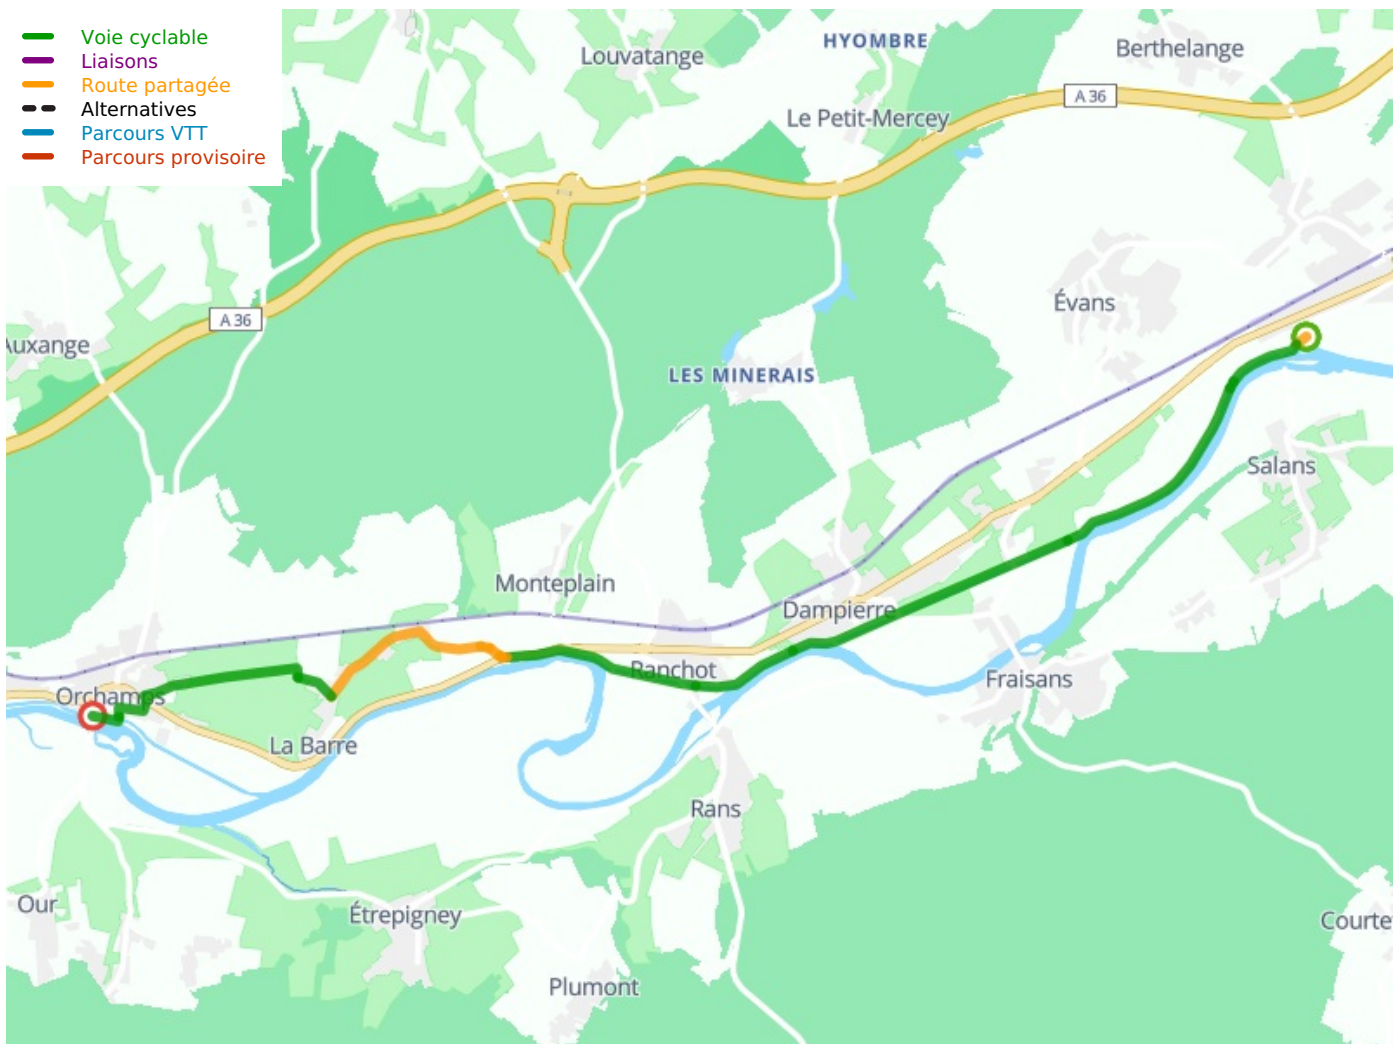 Voie cyclable
Liaisons
Route partagée
Alternatives
Parcours VTT
Parcours provisoire
HYOMBRE
Louvatange
Berthelange
A 36
Le Petit-Mercey
Évans
A 36
Auxange
LES MINERAIS
Salans
Monteplain
Dampierre
Ranchot
Fraisans
Orchamps
La Barre
Rans
Our
Étrepigney
Courte
Plumont